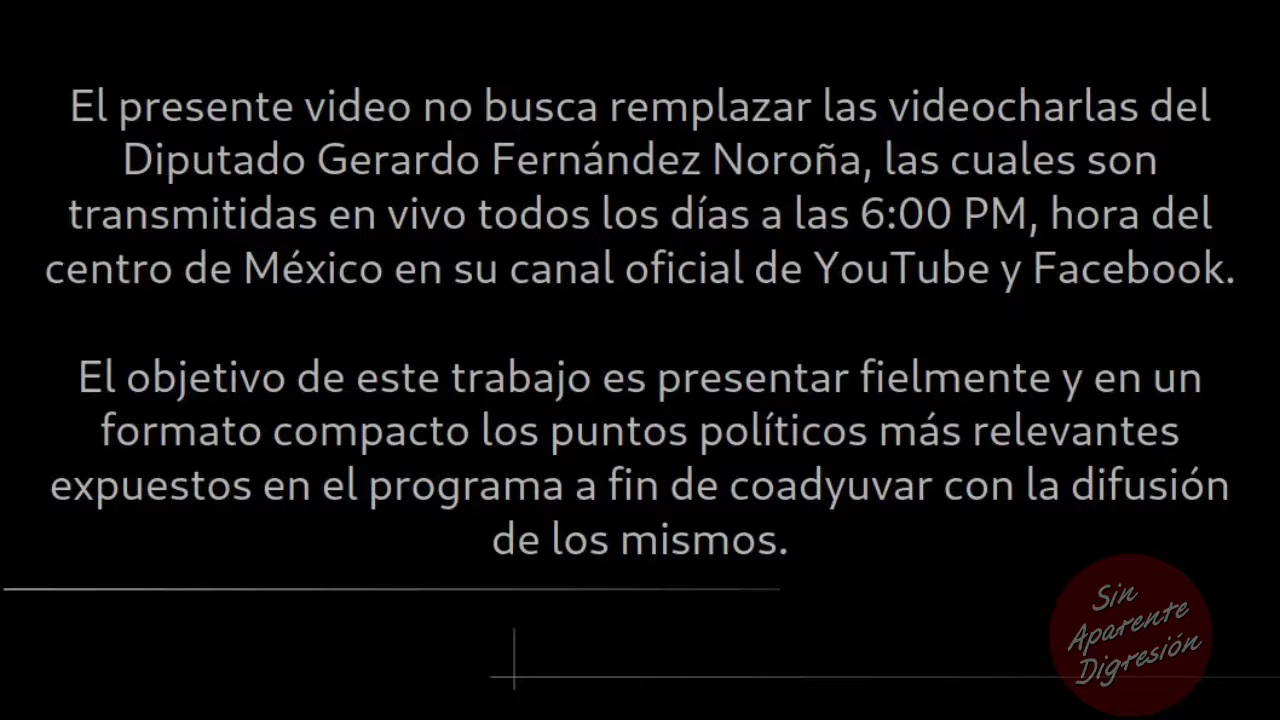 El presente video no busca remplazar las videocharlas del
Diputado Gerardo Fernández Noroña, las cuales son
transmitidas en vivo todos los días a las 6:00 PM, hora del
centro de México en su canal oficial de YouTube y Facebook.
El objetivo de este trabajo es presentar fielmente y en un
formato compacto los puntos políticos más relevantes
expuestos en el programa a fin de coadyuvar con la difusión
de los mismos.
Sin
Aparente
Digresión